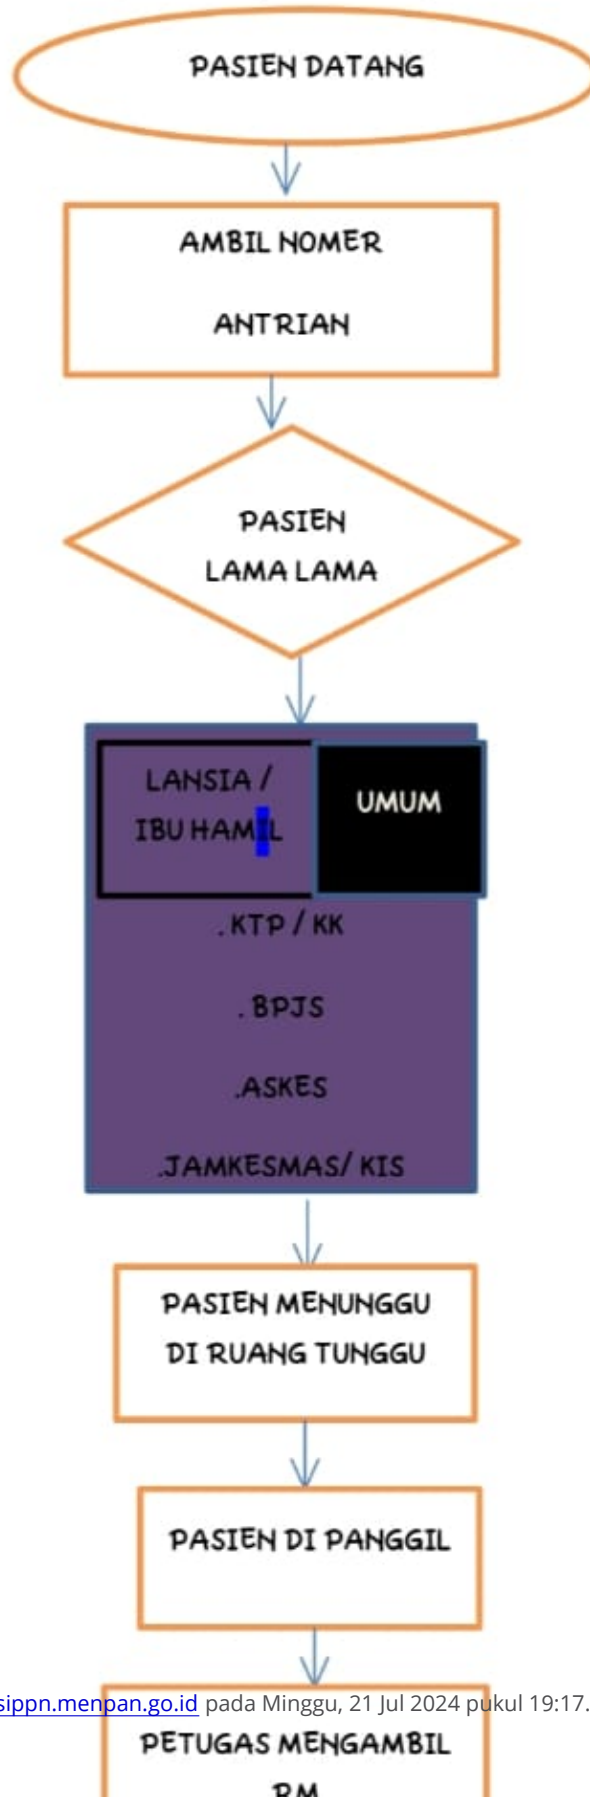 PASIEN DATANG
AMBIL NOMER
ANTRIAN
PASIEN
LAMA LAMA
LANSIA /
IBU HAMIL
UMUM
. KTP / KK
. BPJS
.ASKES
.JAMKESMAS/ KIS
PASIEN MENUNGGU
DI RUANG TUNGGU
PASIEN DI PANGGIL
sippn.menpan.go.id pada Minggu, 21 Jul 2024 pukul 19:17.
PETUGAS MENGAMBIL
RM